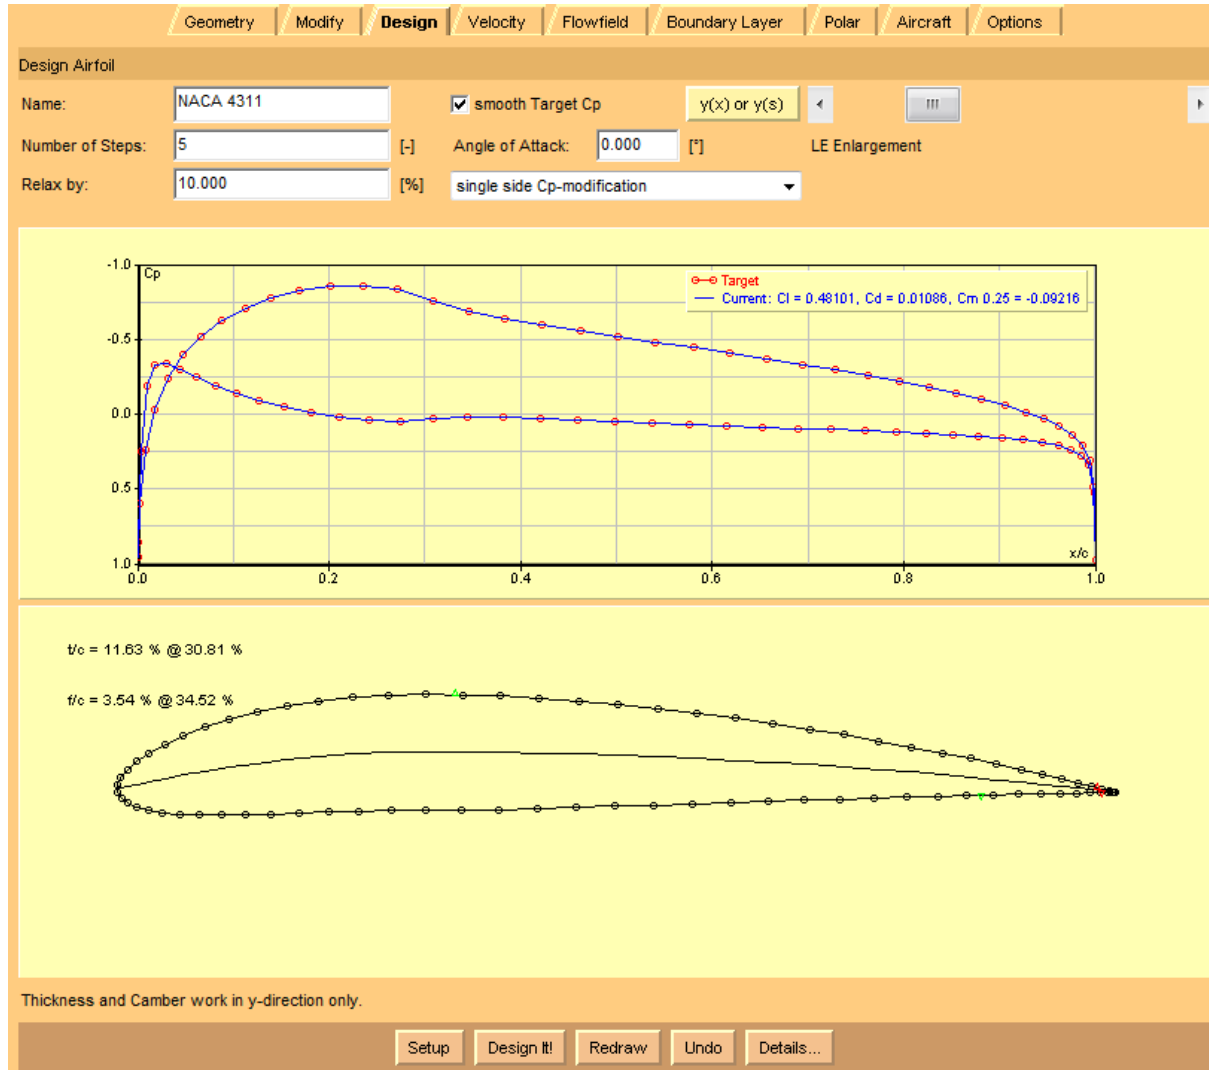 Geometry Modify Design Velocity Flowfield Boundary Layer Polar Aircraft Options
Design Airfoil
Name: NACA 4311 smooth Target Cp y(x) or y(s)
Number of Steps: 5 [-] Angle of Attack: 0.000 [°] LE Enlargement
Relax by: 10.000 [%] single side Cp-modification
-1.0 Cp
Target
Current: Cl = 0.48101, Cd = 0.01086, Cm 0.25 = -0.09216
-0.5
0.0
0.5
1.0 x/c
0.0 0.2 0.4 0.6 0.8 1.0
t/c = 11.63 % @ 30.81 %
f/c = 3.54 % @ 34.52 %
Thickness and Camber work in y-direction only.
Setup Design It! Redraw Undo Details...